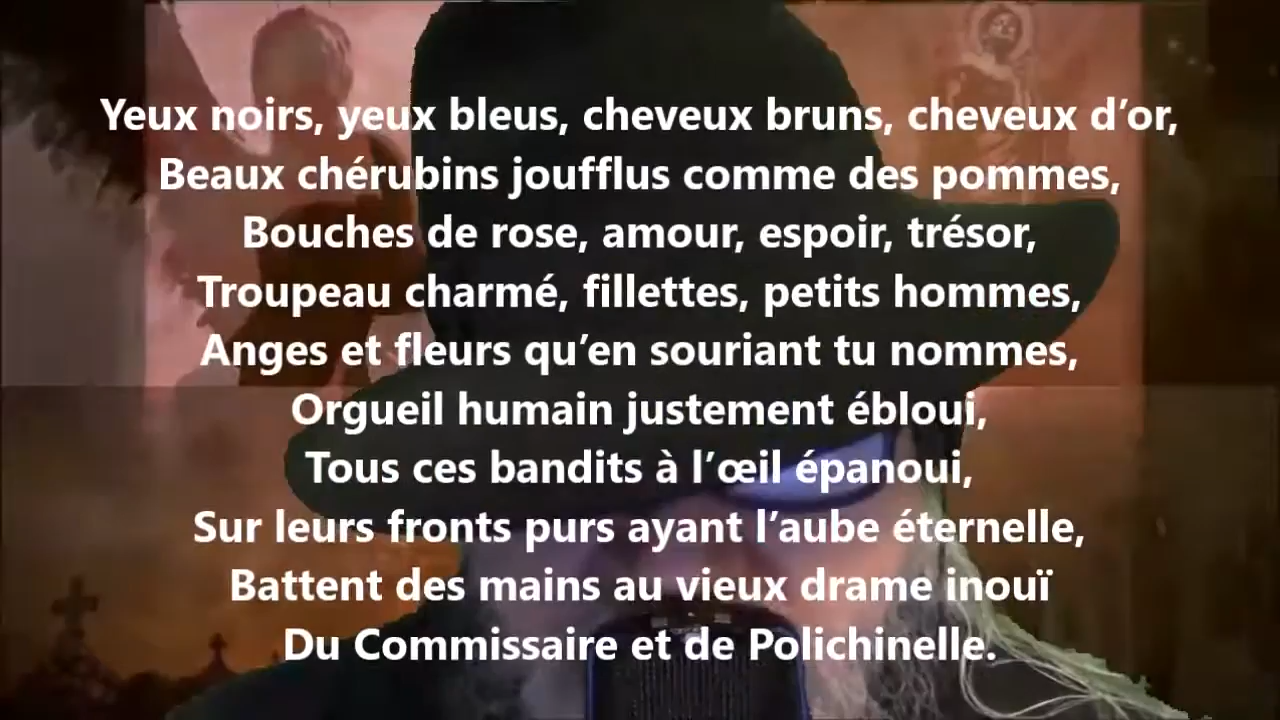 Yeux noirs, yeux bleus, cheveux bruns, cheveux d’or,
Beaux chérubins joufflus comme des pommes,
Bouches de rose, amour, espoir, trésor,
Troupeau charmé, fillettes, petits hommes,
Anges et fleurs qu’en souriant tu nommes,
Orgueil humain justement ébloui,
Tous ces bandits à l’œil épanoui,
Sur leurs fronts purs ayant l’aube éternelle,
Battent des mains au vieux drame inouï
Du Commissaire et de Polichinelle.